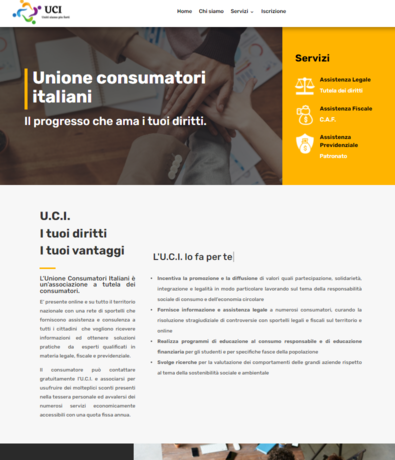 UCI
Home Chi siamo Servizi Iscrizione
Unione consumatori
italiani
Il progresso che ama i tuoi diritti.
Servizi
Assistenza Legale
Tutela dei diritti
Assistenza Fiscale
C.A.F.
Assistenza
Previdenziale
Patronato
U.C.I.
I tuoi diritti
I tuoi vantaggi
L'Unione Consumatori Italiani è
un'associazione a tutela dei
consumatori.
E' presente online e su tutto il territorio
nazionale con una rete di sportelli che
forniscono assistenza e consulenza a
tutti i cittadini che vogliono ricevere
informazioni ed ottenere soluzioni
pratiche da esperti qualificati in
materia legale, fiscale e previdenziale.
Il consumatore può contattare
gratuitamente l'U.C.I. e associarsi per
usufruire dei molteplici sconti presenti
nella tessera personale ed avvalersi dei
numerosi servizi economicamente
accessibili con una quota fissa annua.
L'U.C.I. lo fa per te|
Incentiva la promozione e la diffusione di valori quali partecipazione, solidarietà,
integrazione e legalità in modo particolare lavorando sul tema della responsabilità
sociale di consumo e dell'economia circolare
Fornisce informazione e assistenza legale a numerosi consumatori, curando la
risoluzione stragiudiziale di controversie con sportelli legali e fiscali sul territorio e
online
Realizza programmi di educazione al consumo responsabile e di educazione
finanziaria per gli studenti e per specifiche fasce della popolazione
Svolge ricerche per la valutazione dei comportamenti delle grandi aziende rispetto
al tema della sostenibilità sociale e ambientale